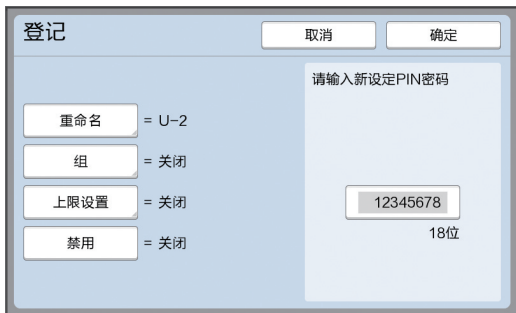 登记
取消
确定
请输入新设定PIN密码
重命名 = U-2
组 = 关闭
上限设置 = 关闭
禁用 = 关闭
12345678
18位